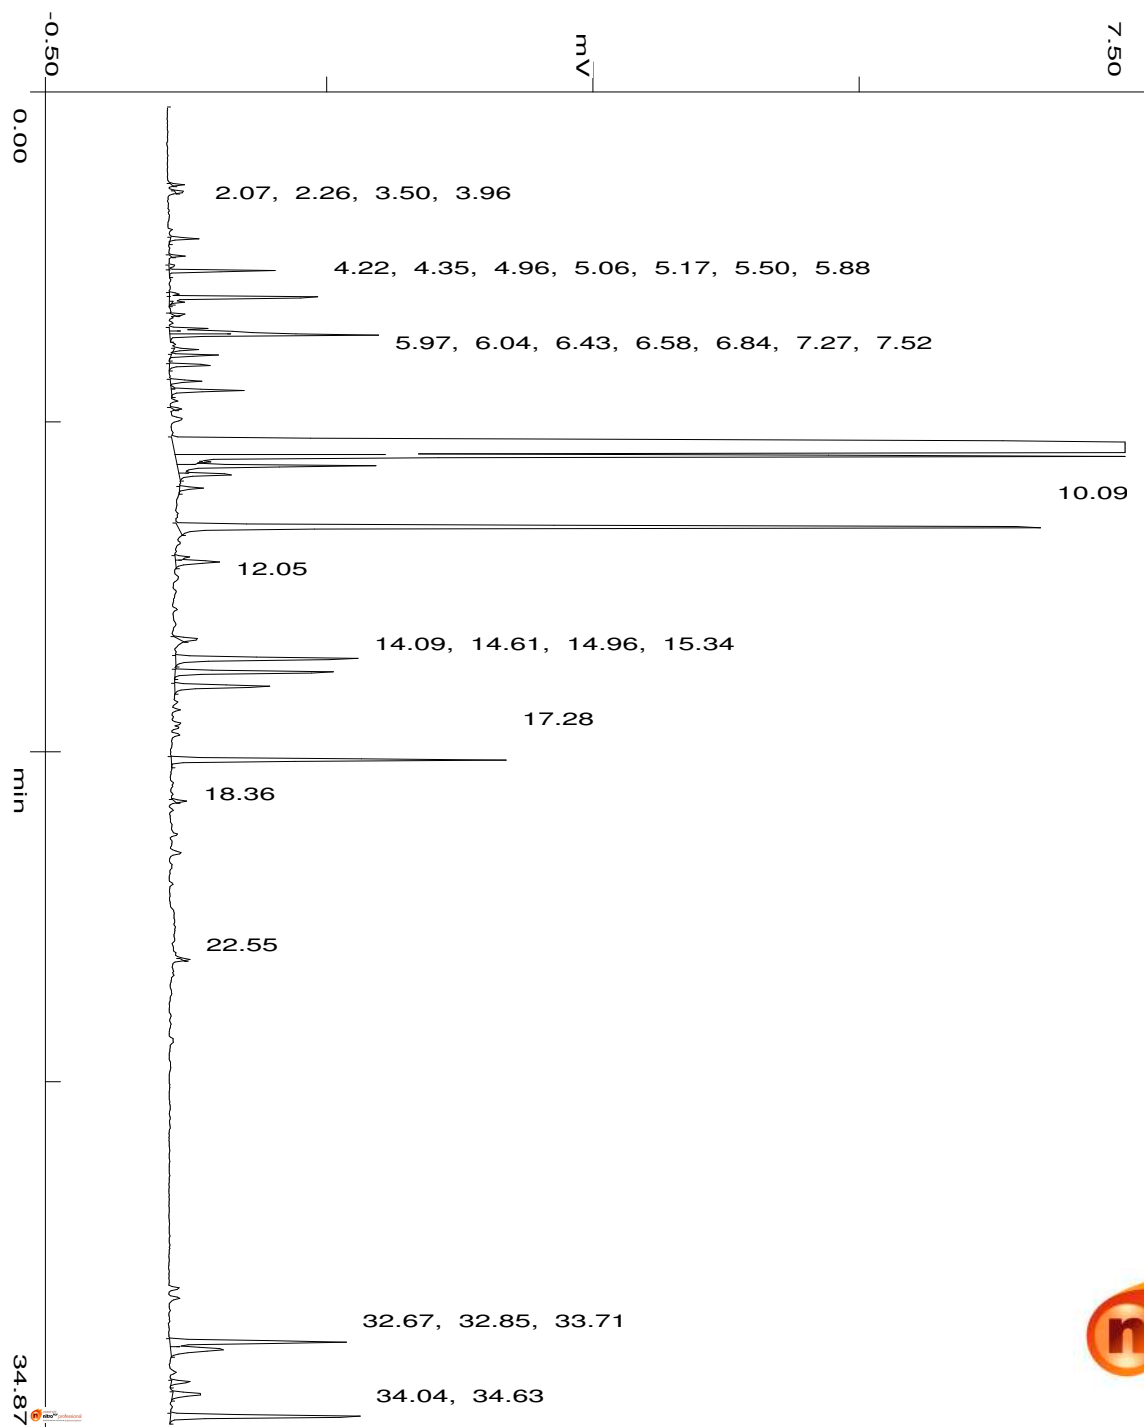 -0.50
mV
7.50
0.00
2.07, 2.26, 3.50, 3.96
4.22, 4.35, 4.96, 5.06, 5.17, 5.50, 5.88
5.97, 6.04, 6.43, 6.58, 6.84, 7.27, 7.52
10.09
12.05
14.09, 14.61, 14.96, 15.34
17.28
min
18.36
22.55
32.67, 32.85, 33.71
34.87
34.04, 34.63
n
n
nitro professional